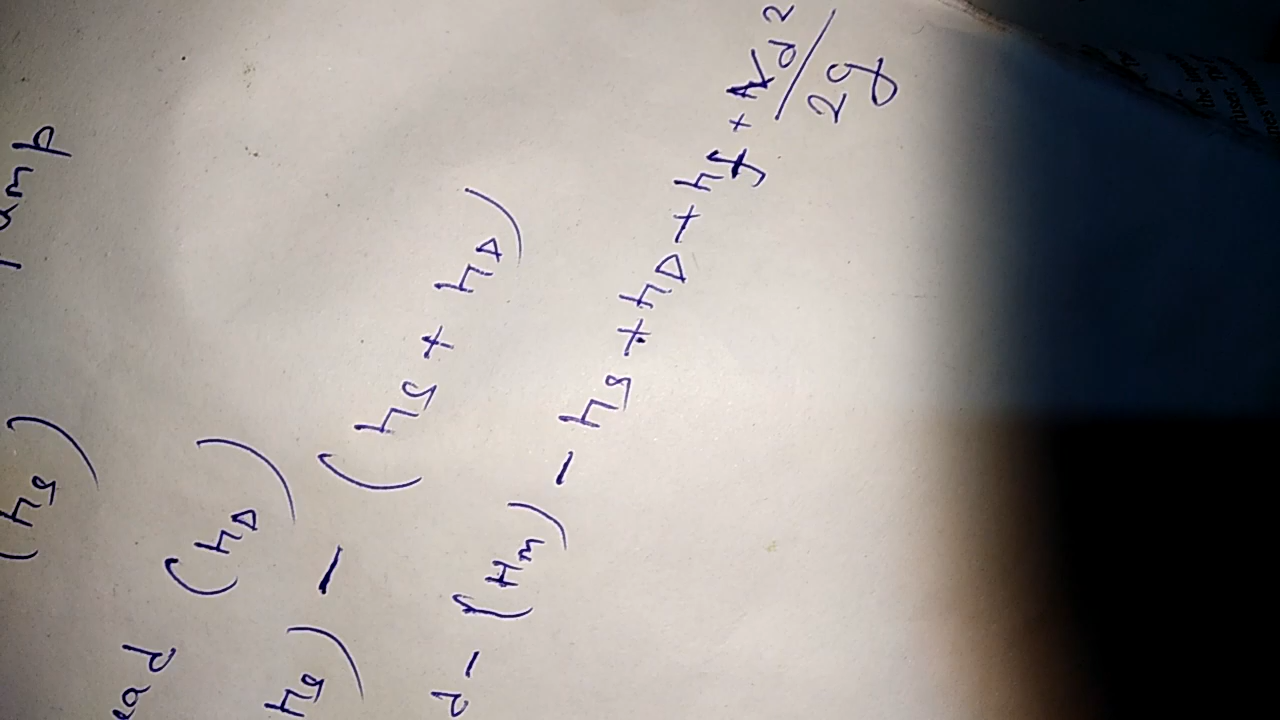 pump
(hs)
ead (hD)
hs) - (hs + hD)
d - (Hm) - hs + hD + hf + Vd²/2g